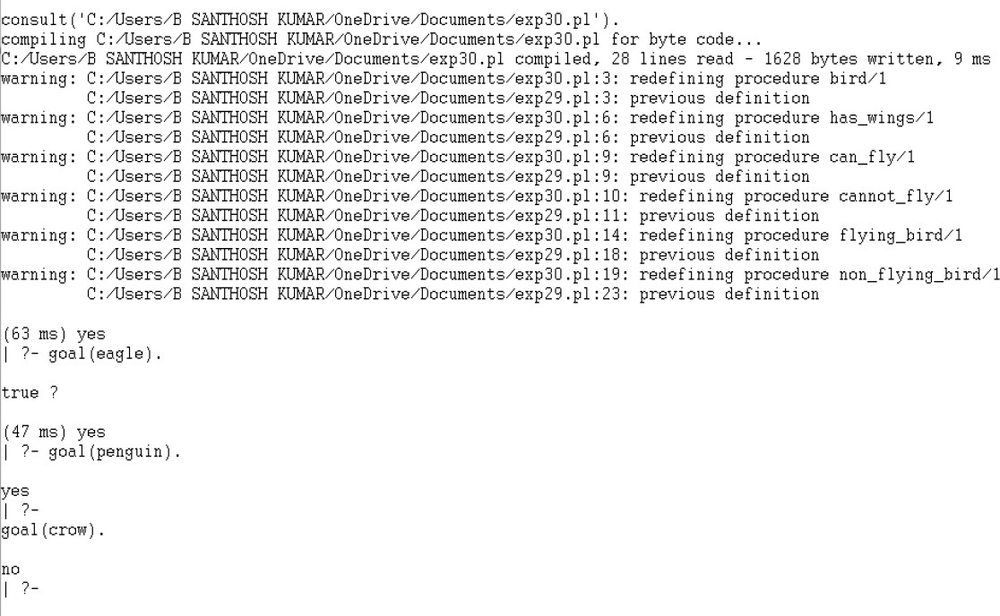 consult('C:/Users/B SANTHOSH KUMAR/OneDrive/Documents/exp30.pl').
compiling C:/Users/B SANTHOSH KUMAR/OneDrive/Documents/exp30.pl for byte code...
C:/Users/B SANTHOSH KUMAR/OneDrive/Documents/exp30.pl compiled, 28 lines read - 1628 bytes written, 9 ms
warning: C:/Users/B SANTHOSH KUMAR/OneDrive/Documents/exp30.pl:3: redefining procedure bird/1
         C:/Users/B SANTHOSH KUMAR/OneDrive/Documents/exp29.pl:3: previous definition
warning: C:/Users/B SANTHOSH KUMAR/OneDrive/Documents/exp30.pl:6: redefining procedure has_wings/1
         C:/Users/B SANTHOSH KUMAR/OneDrive/Documents/exp29.pl:6: previous definition
warning: C:/Users/B SANTHOSH KUMAR/OneDrive/Documents/exp30.pl:9: redefining procedure can_fly/1
         C:/Users/B SANTHOSH KUMAR/OneDrive/Documents/exp29.pl:9: previous definition
warning: C:/Users/B SANTHOSH KUMAR/OneDrive/Documents/exp30.pl:10: redefining procedure cannot_fly/1
         C:/Users/B SANTHOSH KUMAR/OneDrive/Documents/exp29.pl:11: previous definition
warning: C:/Users/B SANTHOSH KUMAR/OneDrive/Documents/exp30.pl:14: redefining procedure flying_bird/1
         C:/Users/B SANTHOSH KUMAR/OneDrive/Documents/exp29.pl:18: previous definition
warning: C:/Users/B SANTHOSH KUMAR/OneDrive/Documents/exp30.pl:19: redefining procedure non_flying_bird/1
         C:/Users/B SANTHOSH KUMAR/OneDrive/Documents/exp29.pl:23: previous definition
(63 ms) yes
| ?- goal(eagle).
true ?
(47 ms) yes
| ?- goal(penguin).
yes
| ?-
goal(crow).
no
| ?-